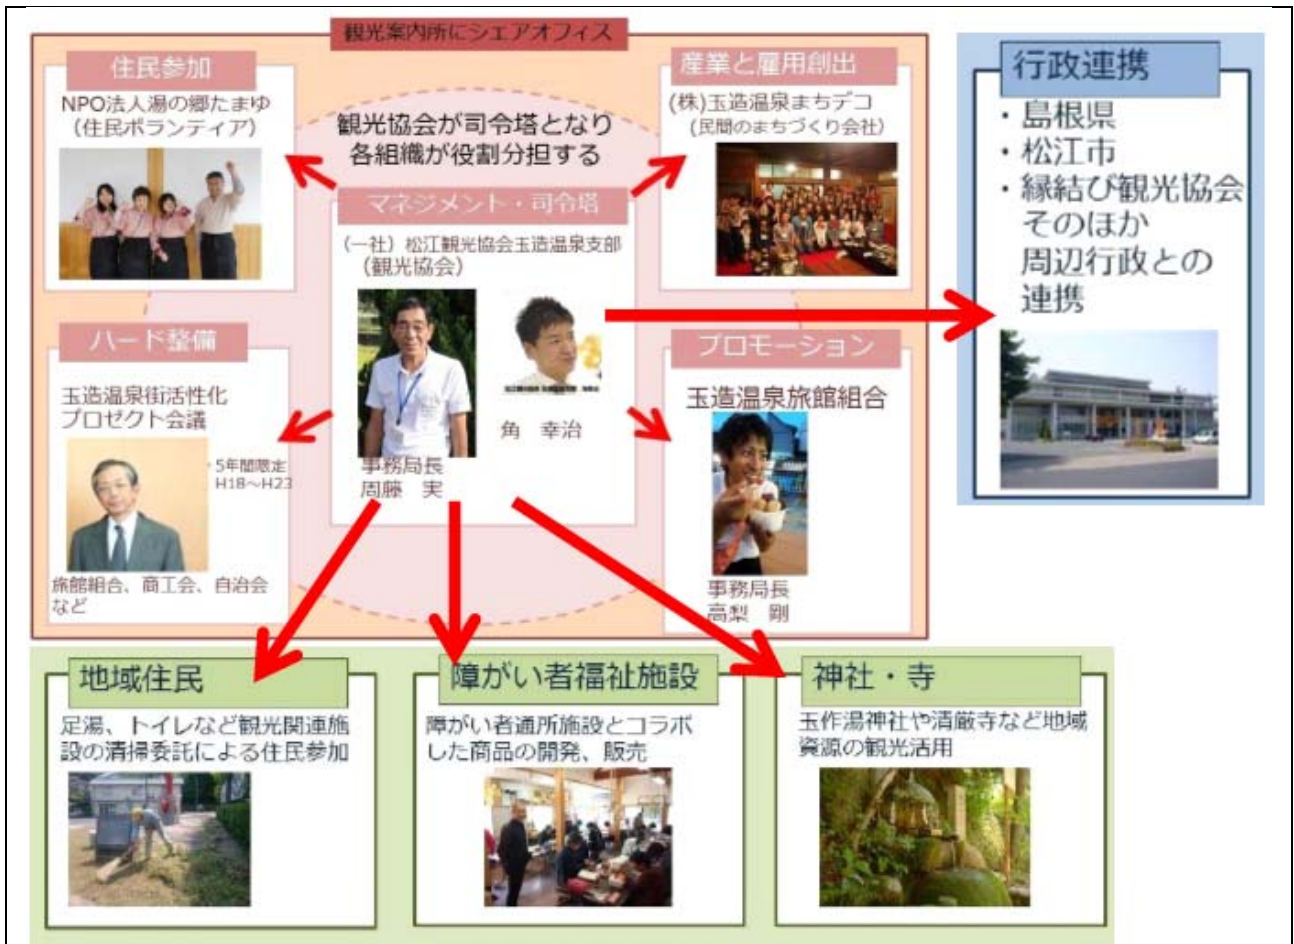 観光案内所にシェアオフィス
住民参加
NPO法人湯の郷たまゆ
（住民ボランティア）
観光協会が司令塔となり
各組織が役割分担する
産業と雇用創出
(株)玉造温泉まちデコ
(民間のまちづくり会社)
マネジメント・司令塔
（一社）松江観光協会玉造温泉支部
（観光協会）
事務局長
周藤　実
角　幸治
ハード整備
玉造温泉街活性化
プロゼクト会議
・5年間限定
H18～H23
旅館組合、商工会、自治会
など
プロモーション
玉造温泉旅館組合
事務局長
高梨　剛
行政連携
・島根県
・松江市
・縁結び観光協会
そのほか
周辺行政との
連携
地域住民
足湯、トイレなど観光関連施
設の清掃委託による住民参加
障がい者福祉施設
障がい者通所施設とコラボ
した商品の開発、販売
神社・寺
玉作湯神社や清厳寺など地域
資源の観光活用